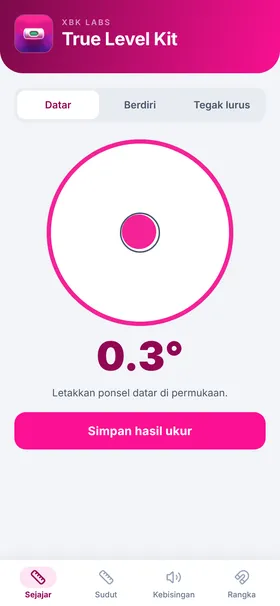 XBK LABS
True Level Kit
Datar
Berdiri
Tegak lurus
0.3°
Letakkan ponsel datar di permukaan.
Simpan hasil ukur
Sejajar
Sudut
Kebisingan
Rangka